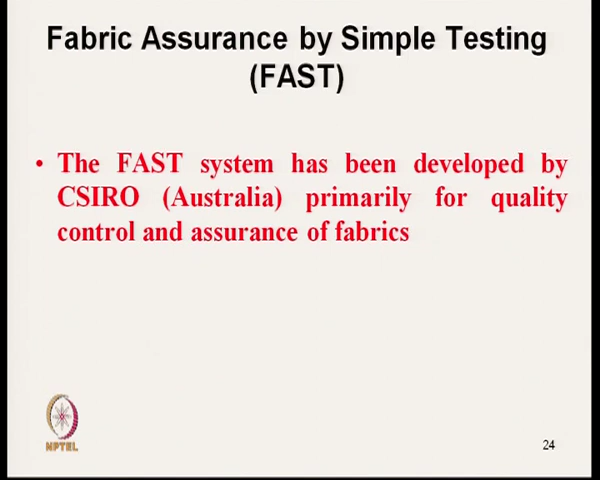 Fabric Assurance by Simple Testing
(FAST)
• The FAST system has been developed by
CSIRO (Australia) primarily for quality
control and assurance of fabrics
NPTEL
24